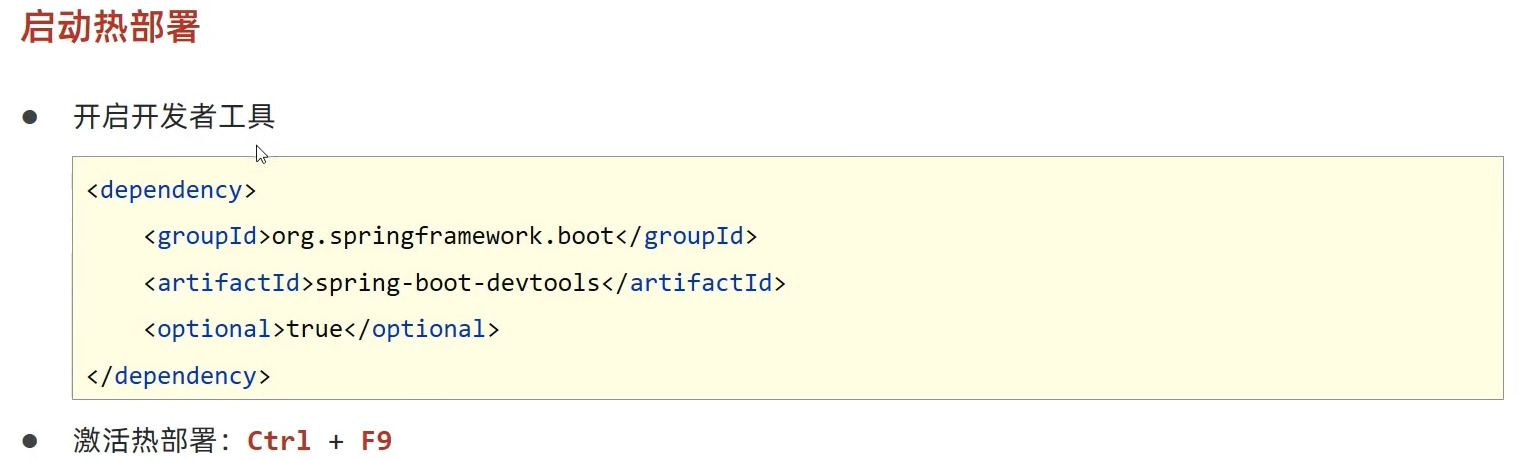 启动热部署
● 开启开发者工具
<dependency>
    <groupId>org.springframework.boot</groupId>
    <artifactId>spring-boot-devtools</artifactId>
    <optional>true</optional>
</dependency>
● 激活热部署：Ctrl + F9